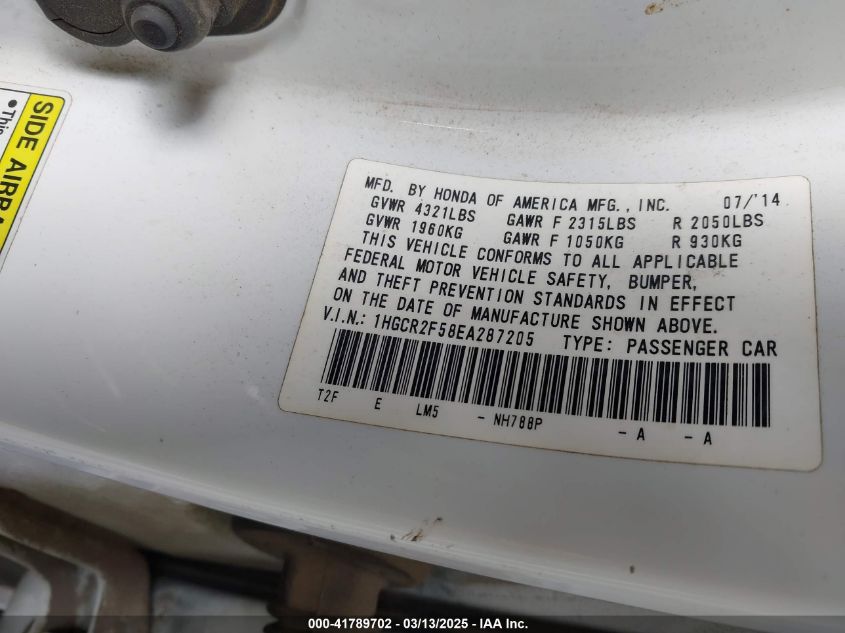 SIDE AIRBA
•This
MFD. BY HONDA OF AMERICA MFG., INC. 07/'14
GVWR 4321LBS GAWR F 2315LBS R 2050LBS
GVWR 1960KG GAWR F 1050KG R 930KG
THIS VEHICLE CONFORMS TO ALL APPLICABLE
FEDERAL MOTOR VEHICLE SAFETY, BUMPER,
AND THEFT PREVENTION STANDARDS IN EFFECT
ON THE DATE OF MANUFACTURE SHOWN ABOVE.
V.I.N.: 1HGCR2F58EA287205 TYPE: PASSENGER CAR
T2F E LM5 - NH788P - A - A
000-41789702 / 03/13/2025 - IAA Inc.